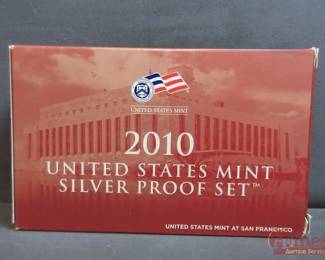 UNITED STATES MINT
2010
UNITED STATES MINT
SILVER PROOF SET™
UNITED STATES MINT AT SAN FRANCISCO